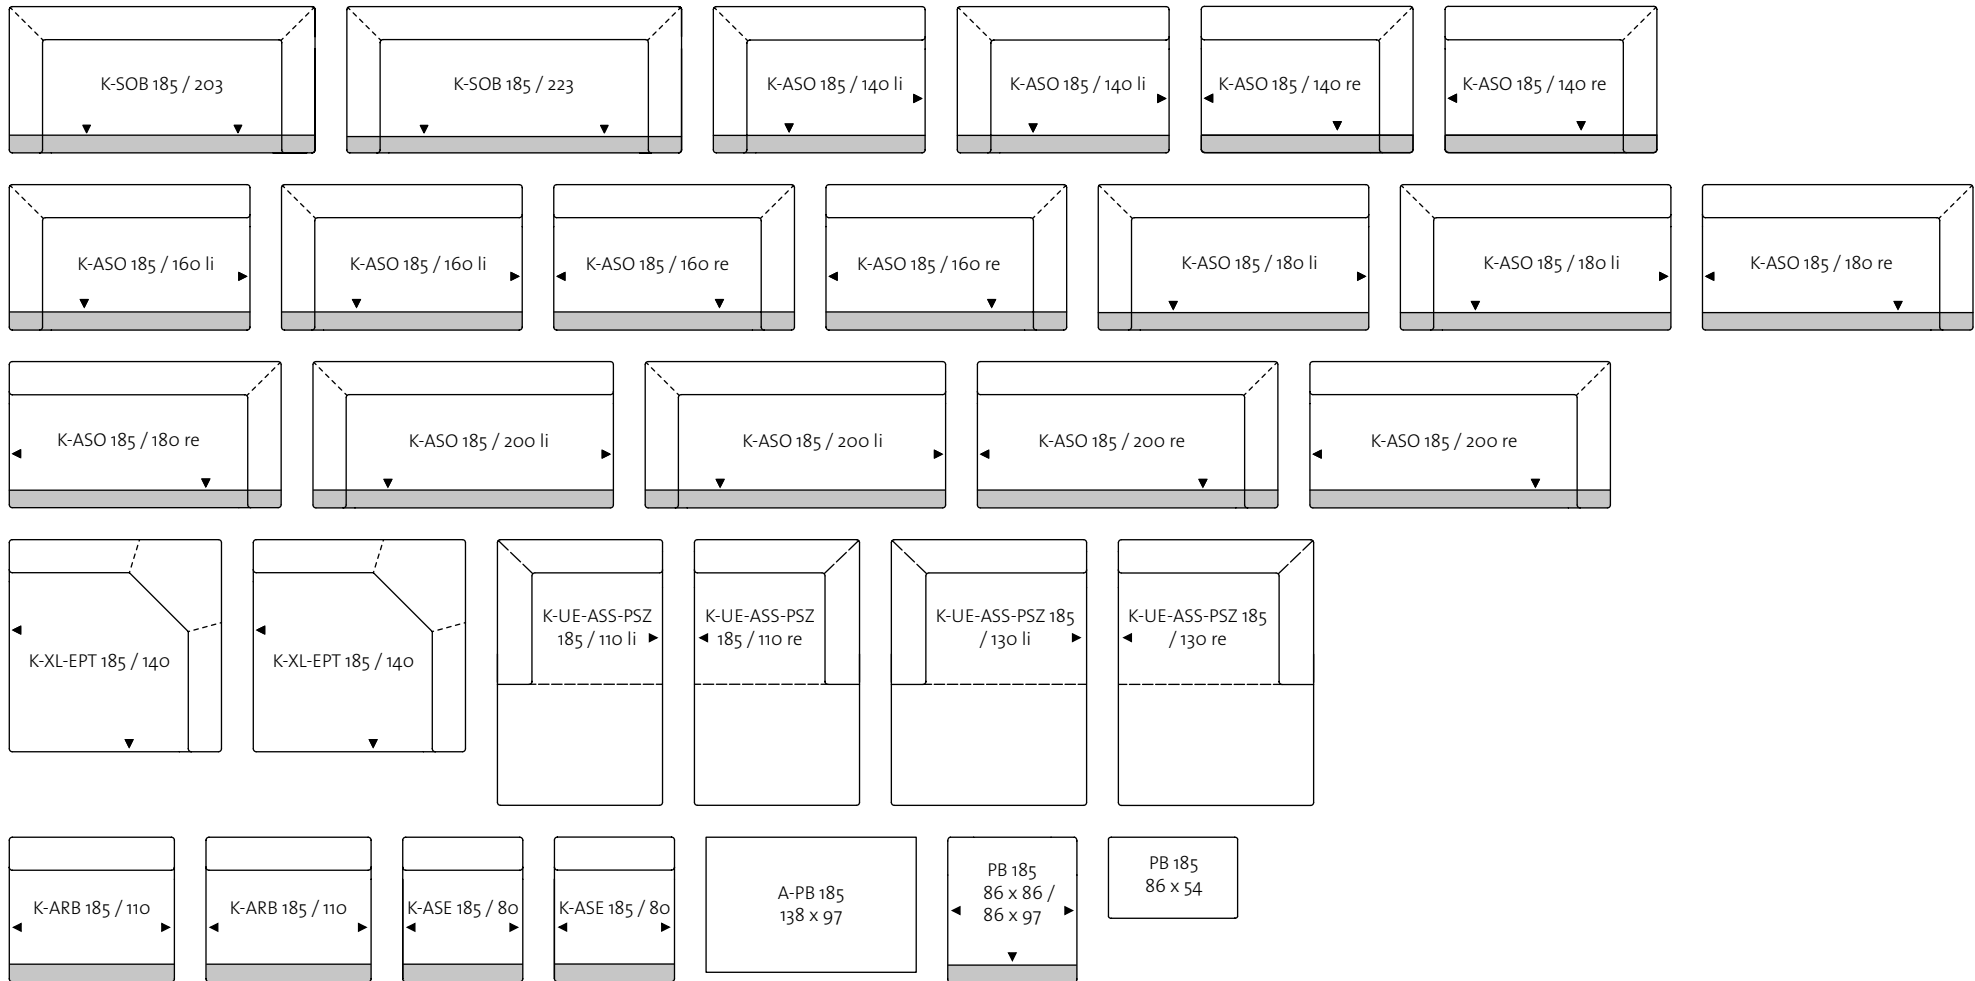 K-SOB 185 / 203
K-SOB 185 / 223
K-ASO 185 / 140 li
K-ASO 185 / 140 li
K-ASO 185 / 140 re
K-ASO 185 / 140 re
K-ASO 185 / 160 li
K-ASO 185 / 160 li
K-ASO 185 / 160 re
K-ASO 185 / 160 re
K-ASO 185 / 180 li
K-ASO 185 / 180 li
K-ASO 185 / 180 re
K-ASO 185 / 180 re
K-ASO 185 / 200 li
K-ASO 185 / 200 li
K-ASO 185 / 200 re
K-ASO 185 / 200 re
K-XL-EPT 185 / 140
K-XL-EPT 185 / 140
K-UE-ASS-PSZ
185 / 110 li
K-UE-ASS-PSZ
185 / 110 re
K-UE-ASS-PSZ 185
/ 130 li
K-UE-ASS-PSZ 185
/ 130 re
K-ARB 185 / 110
K-ARB 185 / 110
K-ASE 185 / 80
K-ASE 185 / 80
A-PB 185
138 x 97
PB 185
86 x 86 /
86 x 97
PB 185
86 x 54